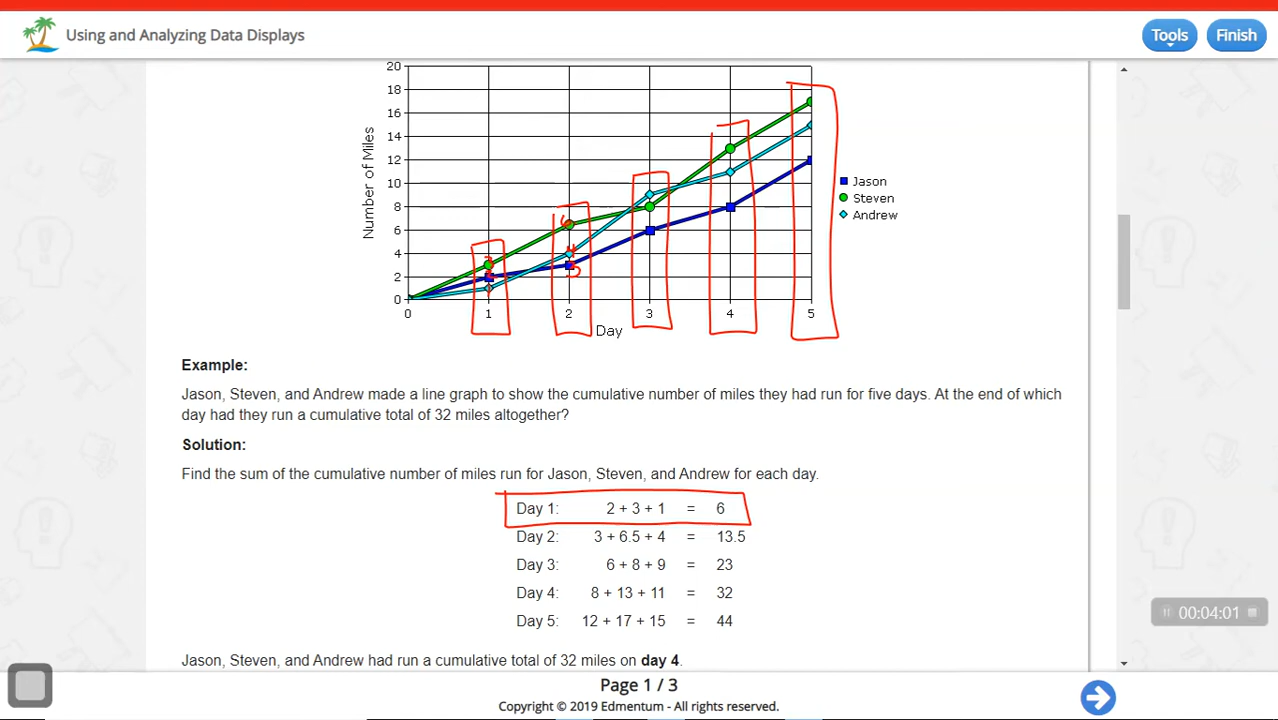 Using and Analyzing Data Displays
Tools
Finish
20
18
16
14
12
10
8
6
4
2
0
Number of Miles
0 1 2 3 4 5
Day
Jason
Steven
Andrew
3
6
4
3
Example:
Jason, Steven, and Andrew made a line graph to show the cumulative number of miles they had run for five days. At the end of which
day had they run a cumulative total of 32 miles altogether?
Solution:
Find the sum of the cumulative number of miles run for Jason, Steven, and Andrew for each day.
Day 1: 2 + 3 + 1 = 6
Day 2: 3 + 6.5 + 4 = 13.5
Day 3: 6 + 8 + 9 = 23
Day 4: 8 + 13 + 11 = 32
Day 5: 12 + 17 + 15 = 44
00:04:01
Jason, Steven, and Andrew had run a cumulative total of 32 miles on day 4.
Page 1 / 3
Copyright © 2019 Edmentum - All rights reserved.